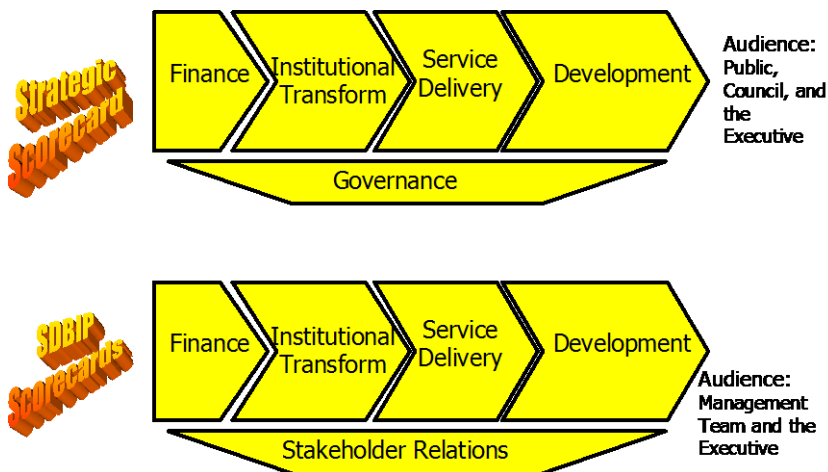 Strategic
Scorecard
Finance
Institutional
Transform
Service
Delivery
Development
Audience:
Public,
Council, and
the
Executive
Governance
SDBIP
Scorecards
Finance
Institutional
Transform
Service
Delivery
Development
Audience:
Management
Team and the
Executive
Stakeholder Relations